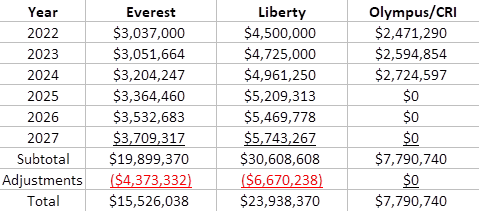 Year Everest Liberty Olympus/CRI
2022 $3,037,000 $4,500,000 $2,471,290
2023 $3,051,664 $4,725,000 $2,594,854
2024 $3,204,247 $4,961,250 $2,724,597
2025 $3,364,460 $5,209,313 $0
2026 $3,532,683 $5,469,778 $0
2027 $3,709,317 $5,743,267 $0
Subtotal $19,899,370 $30,608,608 $7,790,740
Adjustments ($4,373,332) ($6,670,238) $0
Total $15,526,038 $23,938,370 $7,790,740